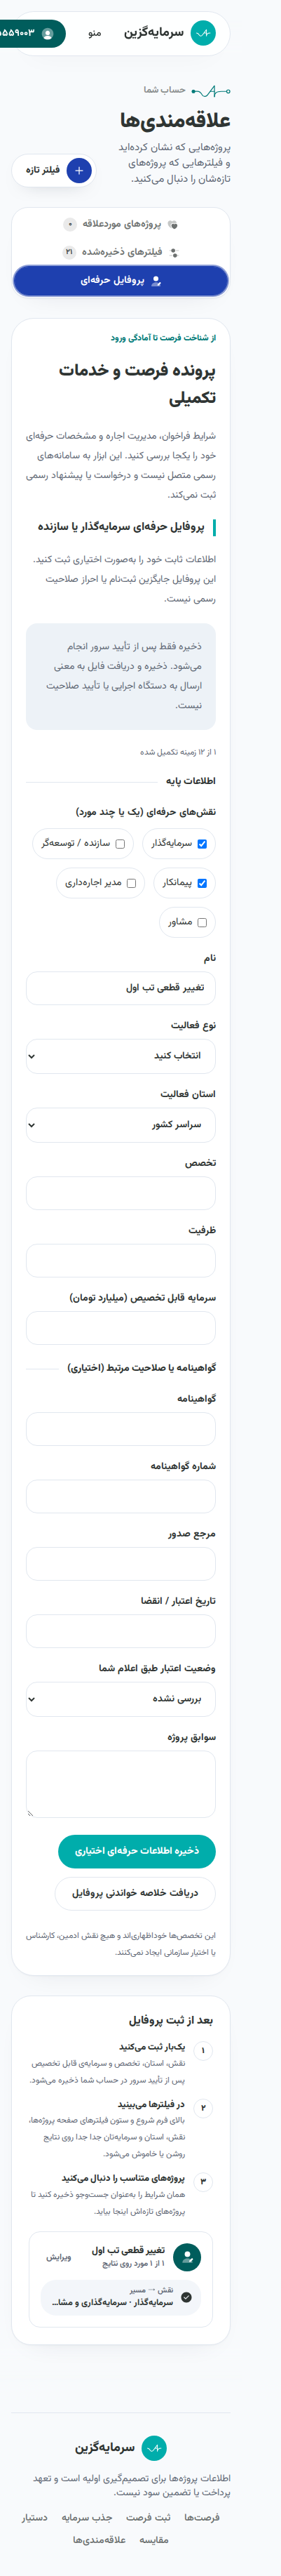 سرمایه‌گزین
منو
۵۵۹۰۰۳
حساب شما
علاقه‌مندی‌ها
پروژه‌هایی که نشان کرده‌اید
و فیلترهایی که پروژه‌های
تازه‌شان را دنبال می‌کنید.
فیلتر تازه
پروژه‌های موردعلاقه ۰
فیلترهای ذخیره‌شده ۲۱
پروفایل حرفه‌ای
از شناخت فرصت تا آمادگی ورود
پرونده فرصت و خدمات
تکمیلی
شرایط فراخوان، مدیریت اجاره و مشخصات حرفه‌ای
خود را یکجا بررسی کنید. این ابزار به سامانه‌های
رسمی متصل نیست و درخواست یا پیشنهاد رسمی
ثبت نمی‌کند.
پروفایل حرفه‌ای سرمایه‌گذار یا سازنده
اطلاعات ثابت خود را به‌صورت اختیاری ثبت کنید.
این پروفایل جایگزین ثبت‌نام یا احراز صلاحیت
رسمی نیست.
ذخیره فقط پس از تأیید سرور انجام
می‌شود. ذخیره و دریافت فایل به معنی
ارسال به دستگاه اجرایی یا تأیید صلاحیت
نیست.
۱ از ۱۲ زمینه تکمیل شده
اطلاعات پایه
نقش‌های حرفه‌ای (یک یا چند مورد)
سرمایه‌گذار
سازنده / توسعه‌گر
پیمانکار
مدیر اجاره‌داری
مشاور
نام
تغییر قطعی تب اول
نوع فعالیت
انتخاب کنید
استان فعالیت
سراسر کشور
تخصص
ظرفیت
سرمایه قابل تخصیص (میلیارد تومان)
گواهینامه یا صلاحیت مرتبط (اختیاری)
گواهینامه
شماره گواهینامه
مرجع صدور
تاریخ اعتبار / انقضا
وضعیت اعتبار طبق اعلام شما
بررسی نشده
سوابق پروژه
ذخیره اطلاعات حرفه‌ای اختیاری
دریافت خلاصه خواندنی پروفایل
این تخصص‌ها خوداظهاری‌اند و هیچ نقش ادمین، کارشناس
یا اختیار سازمانی ایجاد نمی‌کنند.
بعد از ثبت پروفایل
۱
یک‌بار ثبت می‌کنید
نقش، استان، تخصص و سرمایه‌ی قابل تخصیص
پس از تأیید سرور در حساب شما ذخیره می‌شود.
۲
در فیلترها می‌بینید
بالای فرم شروع و ستون فیلترهای صفحه پروژه‌ها،
نقش، استان و سرمایه‌تان جدا جدا روی نتایج
روشن یا خاموش می‌شود.
۳
پروژه‌های متناسب را دنبال می‌کنید
همان شرایط را به‌عنوان جست‌وجو ذخیره کنید تا
پروژه‌های تازه‌اش اینجا بیاید.
تغییر قطعی تب اول
۱ از ۱ مورد روی نتایج
ویرایش
نقش → مسیر
سرمایه‌گذار · سرمایه‌گذاری و مشا…
سرمایه‌گزین
اطلاعات پروژه‌ها برای تصمیم‌گیری اولیه است و تعهد
پرداخت یا تضمین سود نیست.
فرصت‌ها ثبت فرصت جذب سرمایه دستیار
مقایسه علاقه‌مندی‌ها